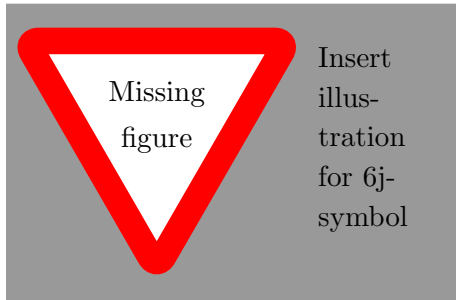 Missing
figure
Insert
illus-
tration
for 6j-
symbol